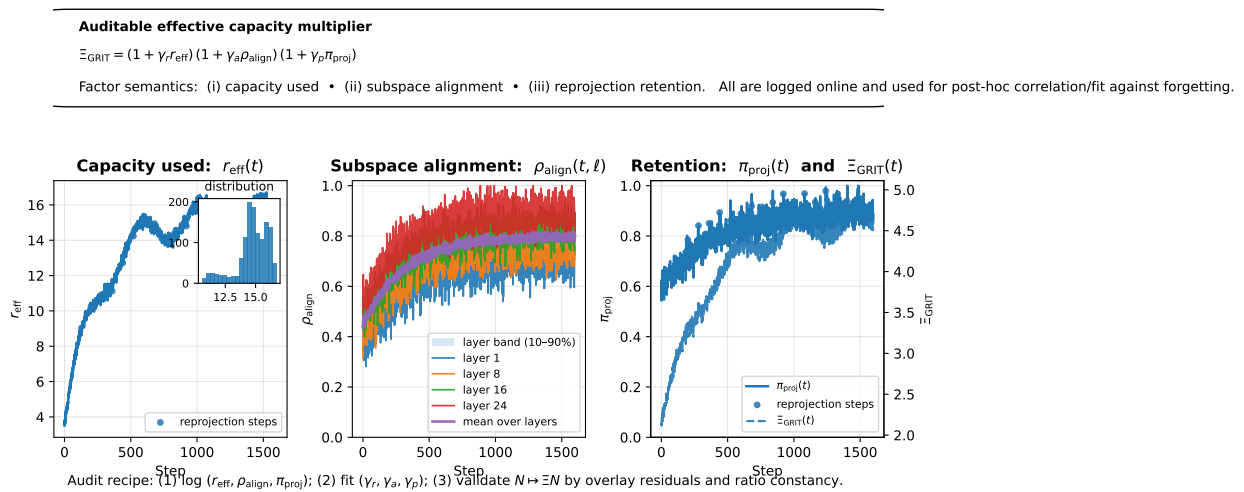 Auditable effective capacity multiplier
Ξ_GRIT = (1 + γ_r r_eff) (1 + γ_a ρ_align) (1 + γ_p π_proj)
Factor semantics: (i) capacity used • (ii) subspace alignment • (iii) reprojection retention. All are logged online and used for post-hoc correlation/fit against forgetting.
Capacity used: r_eff(t)
distribution
200
100
0
12.5 15.0
16
14
12
10
8
6
4
r_eff
reprojection steps
0 500 1000 1500
Step
Subspace alignment: ρ_align(t, ℓ)
1.0
0.8
0.6
0.4
0.2
0.0
ρ_align
layer band (10–90%)
layer 1
layer 8
layer 16
layer 24
mean over layers
0 500 1000 1500
Step
Retention: π_proj(t) and Ξ_GRIT(t)
1.0
0.8
0.6
0.4
0.2
0.0
π_proj
π_proj(t)
reprojection steps
Ξ_GRIT(t)
0 500 1000 1500
5.0
4.5
4.0
3.5
3.0
2.5
2.0
Ξ_GRIT
Audit recipe: (1) log (r_eff, ρ_align, π_proj); (2) fit (γ_r, γ_a, γ_p); (3) validate N ↦ ΞN by overlay residuals and ratio constancy.